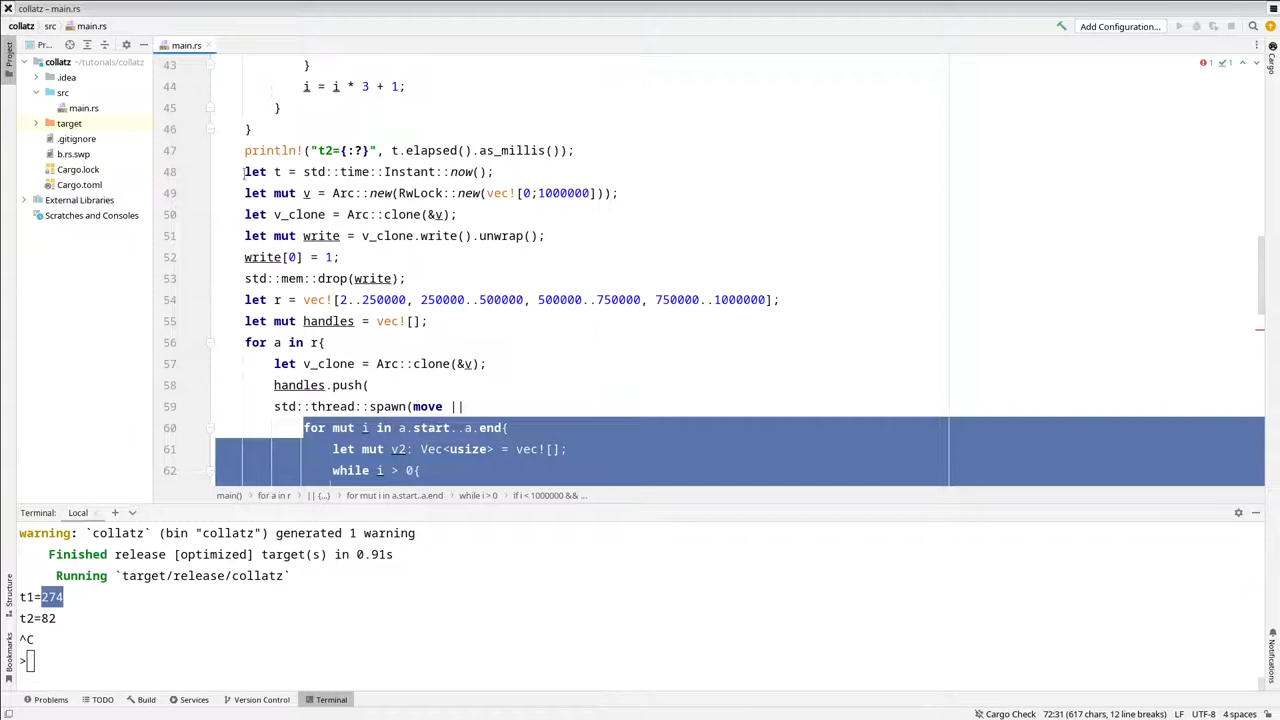 collatz – main.rs
collatz src main.rs
Add Configuration...
Project
Pr...
main.rs
Cargo
collatz ~/tutorials/collatz
.idea
src
main.rs
target
.gitignore
b.rs.swp
Cargo.lock
Cargo.toml
External Libraries
Scratches and Consoles
1 1
43 }
44 i = i * 3 + 1;
45 }
46 }
47 println!("t2={:?}", t.elapsed().as_millis());
48 let t = std::time::Instant::now();
49 let mut v = Arc::new(RwLock::new(vec![0;1000000]));
50 let v_clone = Arc::clone(&v);
51 let mut write = v_clone.write().unwrap();
52 write[0] = 1;
53 std::mem::drop(write);
54 let r = vec![2..250000, 250000..500000, 500000..750000, 750000..1000000];
55 let mut handles = vec![];
56 for a in r{
57 let v_clone = Arc::clone(&v);
58 handles.push(
59 std::thread::spawn(move ||
60 for mut i in a.start..a.end{
61 let mut v2: Vec<usize> = vec![];
62 while i > 0{
main() for a in r || {...} for mut i in a.start..a.end while i > 0 if i < 1000000 && ...
Terminal: Local
warning: `collatz` (bin "collatz") generated 1 warning
Finished release [optimized] target(s) in 0.91s
Running `target/release/collatz`
t1=274
t2=82
^C
>
Structure
Bookmarks
Notifications
Problems TODO Build Services Version Control Terminal
Cargo Check 72:31 (617 chars, 12 line breaks) LF UTF-8 4 spaces